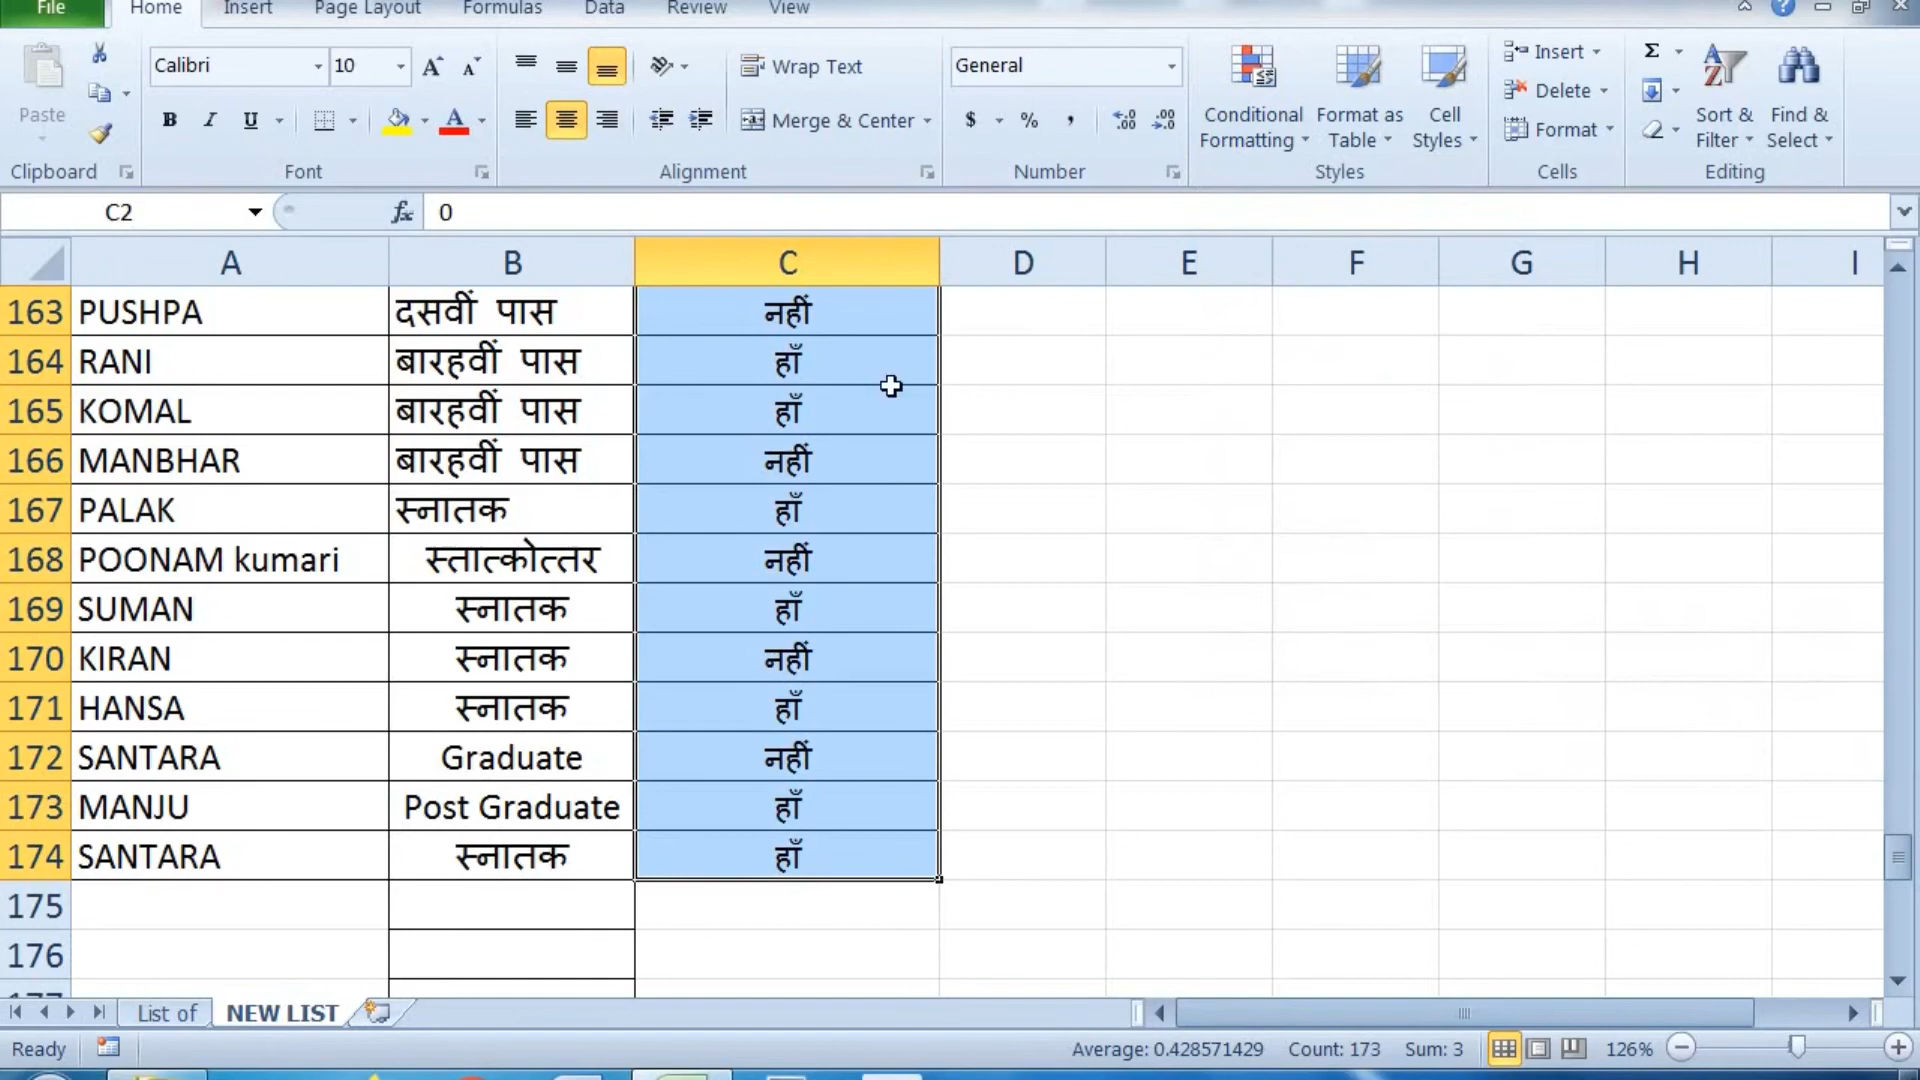 File Home Insert Page Layout Formulas Data Review View
Calibri 10 Wrap Text General Insert Σ
Paste Delete
Conditional Format as Cell Sort & Find &
B I U Merge & Center $ % , Formatting Table Styles Format Filter Select
Clipboard Font Alignment Number Styles Cells Editing
C2 fx 0
A B C D E F G H I
163 PUSHPA दसवीं पास नहीं
164 RANI बारहवीं पास हाँ
165 KOMAL बारहवीं पास हाँ
166 MANBHAR बारहवीं पास नहीं
167 PALAK स्नातक हाँ
168 POONAM kumari स्तात्कोत्तर नहीं
169 SUMAN स्नातक हाँ
170 KIRAN स्नातक नहीं
171 HANSA स्नातक हाँ
172 SANTARA Graduate नहीं
173 MANJU Post Graduate हाँ
174 SANTARA स्नातक हाँ
175
176
List of NEW LIST
Ready Average: 0.428571429 Count: 173 Sum: 3 126%